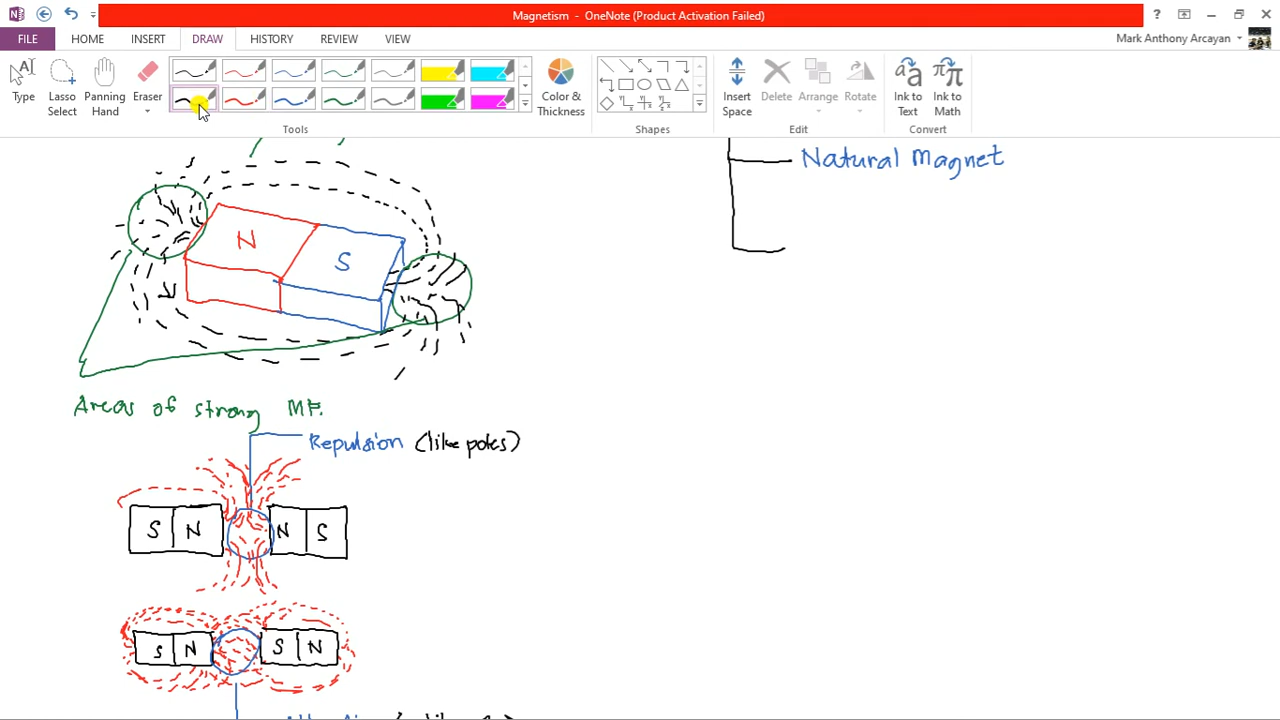 Magnetism - OneNote (Product Activation Failed)
FILE HOME INSERT DRAW HISTORY REVIEW VIEW
Mark Anthony Arcayan
Type
Lasso Select
Panning Hand
Eraser
Color & Thickness
Insert Space
Delete
Arrange
Rotate
Ink to Text
Ink to Math
Tools
Shapes
Edit
Convert
Natural Magnet
N
S
Areas of strong MF.
Repulsion (like poles)
S N N S
S N S N